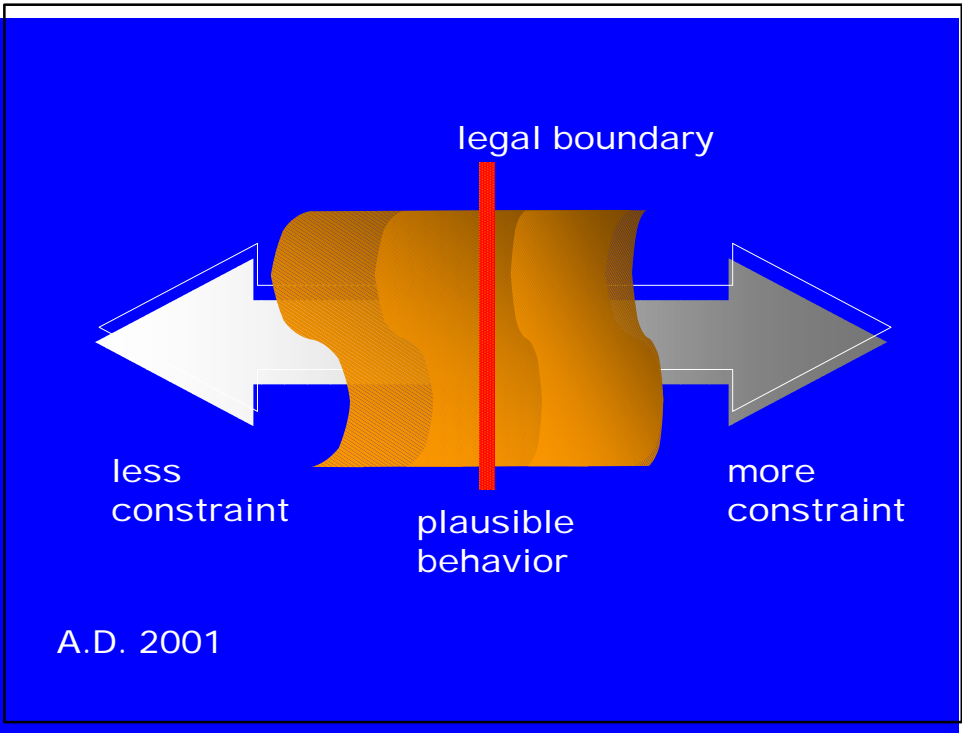 legal boundary
less
constraint
more
constraint
plausible
behavior
A.D. 2001